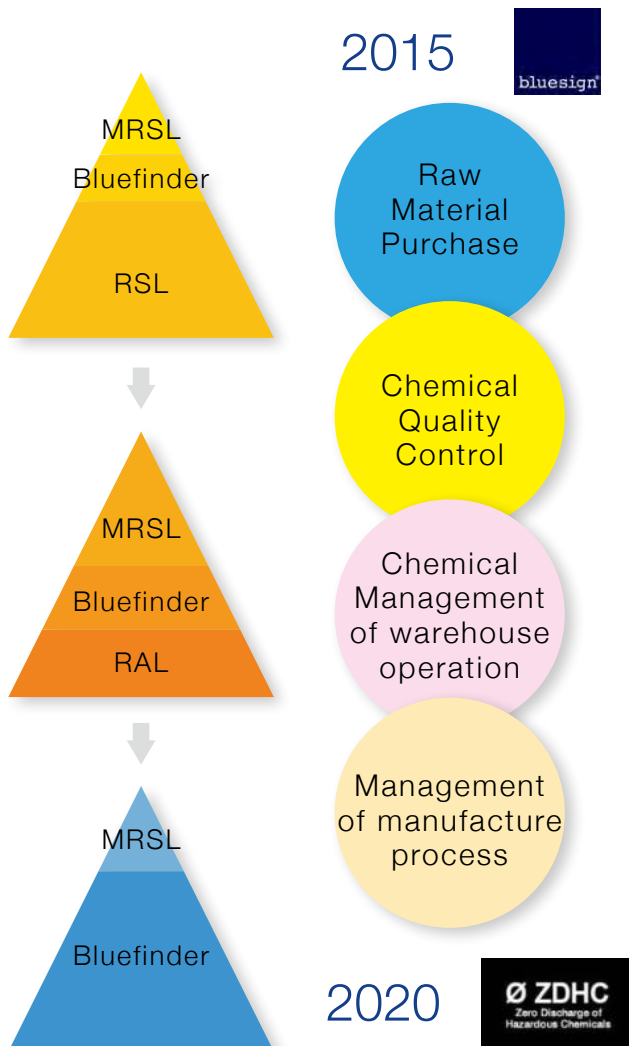 2015
bluesign®
MRSL
Bluefinder
RSL
Raw
Material
Purchase
Chemical
Quality
Control
MRSL
Bluefinder
RAL
Chemical
Management
of warehouse
operation
Management
of manufacture
process
MRSL
Bluefinder
2020
Ø ZDHC
Zero Discharge of
Hazardous Chemicals